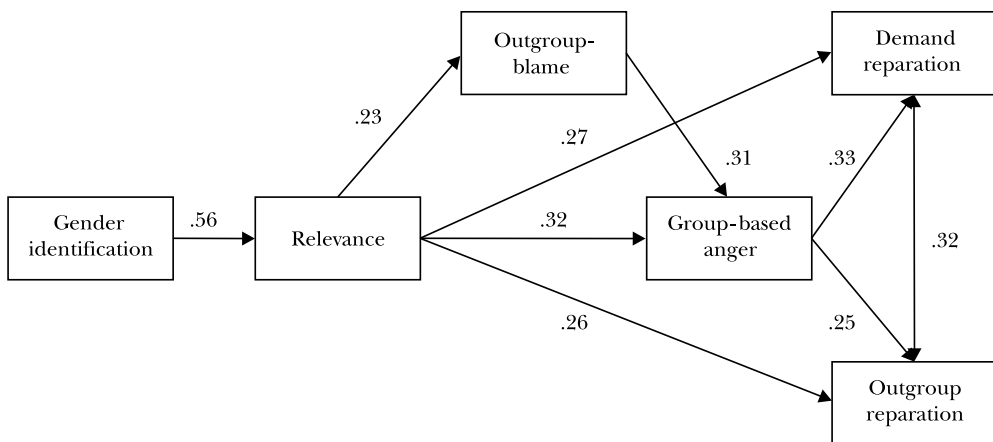 Outgroup-
blame
Demand
reparation
.23
.27
.31
.33
Gender
identification
.56
Relevance
.32
Group-based
anger
.32
.26
.25
Outgroup
reparation